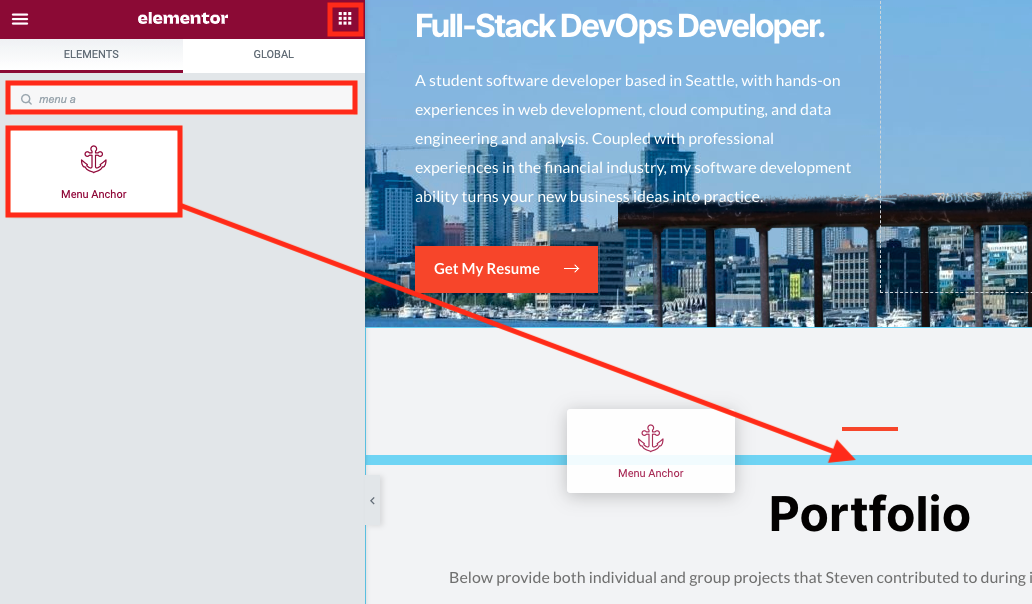 elementor
ELEMENTS
GLOBAL
menu a
Menu Anchor
Full-Stack DevOps Developer.
A student software developer based in Seattle, with hands-on
experiences in web development, cloud computing, and data
engineering and analysis. Coupled with professional
experiences in the financial industry, my software development
ability turns your new business ideas into practice.
Get My Resume
Menu Anchor
Portfolio
Below provide both individual and group projects that Steven contributed to during